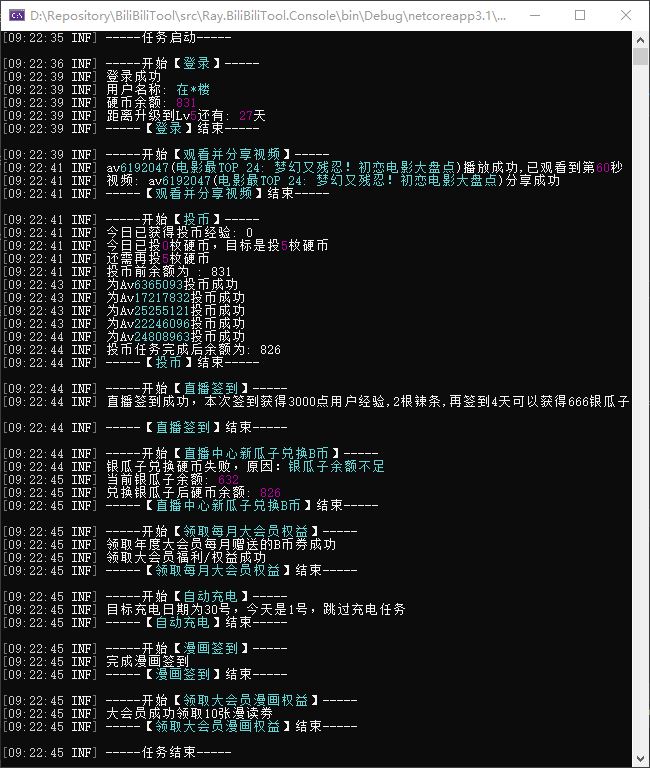 D:\Repository\BiliBiliTool\src\Ray.BiliBiliTool.Console\bin\Debug\netcoreapp3.1\...
[09:22:35 INF] -----任务启动-----
[09:22:36 INF] -----开始【登录】-----
[09:22:39 INF] 登录成功
[09:22:39 INF] 用户名称: 在*楼
[09:22:39 INF] 硬币余额: 831
[09:22:39 INF] 距离升级到Lv5还有: 27天
[09:22:39 INF] -----【登录】结束-----
[09:22:39 INF] -----开始【观看并分享视频】-----
[09:22:41 INF] av6192047(电影最TOP 24: 梦幻又残忍！初恋电影大盘点)播放成功,已观看到第60秒
[09:22:41 INF] 视频: av6192047(电影最TOP 24: 梦幻又残忍！初恋电影大盘点)分享成功
[09:22:41 INF] -----【观看并分享视频】结束-----
[09:22:41 INF] -----开始【投币】-----
[09:22:41 INF] 今日已获得投币经验: 0
[09:22:41 INF] 今日已投0枚硬币，目标是投5枚硬币
[09:22:41 INF] 还需再投5枚硬币
[09:22:41 INF] 投币前余额为 : 831
[09:22:42 INF] 为Av6365093投币成功
[09:22:43 INF] 为Av17217832投币成功
[09:22:43 INF] 为Av25255121投币成功
[09:22:43 INF] 为Av22246096投币成功
[09:22:44 INF] 为Av24808963投币成功
[09:22:44 INF] 投币任务完成后余额为: 826
[09:22:44 INF] -----【投币】结束-----
[09:22:44 INF] -----开始【直播签到】-----
[09:22:44 INF] 直播签到成功，本次签到获得3000点用户经验,2根辣条,再签到4天可以获得666银瓜子
[09:22:44 INF] -----【直播签到】结束-----
[09:22:44 INF] -----开始【直播中心新瓜子兑换B币】-----
[09:22:44 INF] 银瓜子兑换硬币失败，原因：银瓜子余额不足
[09:22:45 INF] 当前银瓜子余额: 632
[09:22:45 INF] 兑换银瓜子后硬币余额: 826
[09:22:45 INF] -----【直播中心新瓜子兑换B币】结束-----
[09:22:45 INF] -----开始【领取每月大会员权益】-----
[09:22:45 INF] 领取年度大会员每月赠送的B币券成功
[09:22:45 INF] 领取大会员福利/权益成功
[09:22:45 INF] -----【领取每月大会员权益】结束-----
[09:22:45 INF] -----开始【自动充电】-----
[09:22:45 INF] 目标充电日期为30号，今天是1号，跳过充电任务
[09:22:45 INF] -----【自动充电】结束-----
[09:22:45 INF] -----开始【漫画签到】-----
[09:22:45 INF] 完成漫画签到
[09:22:45 INF] -----【漫画签到】结束-----
[09:22:45 INF] -----开始【领取大会员漫画权益】-----
[09:22:45 INF] 大会员成功领取10张漫读券
[09:22:45 INF] -----【领取大会员漫画权益】结束-----
[09:22:45 INF] -----任务结束-----